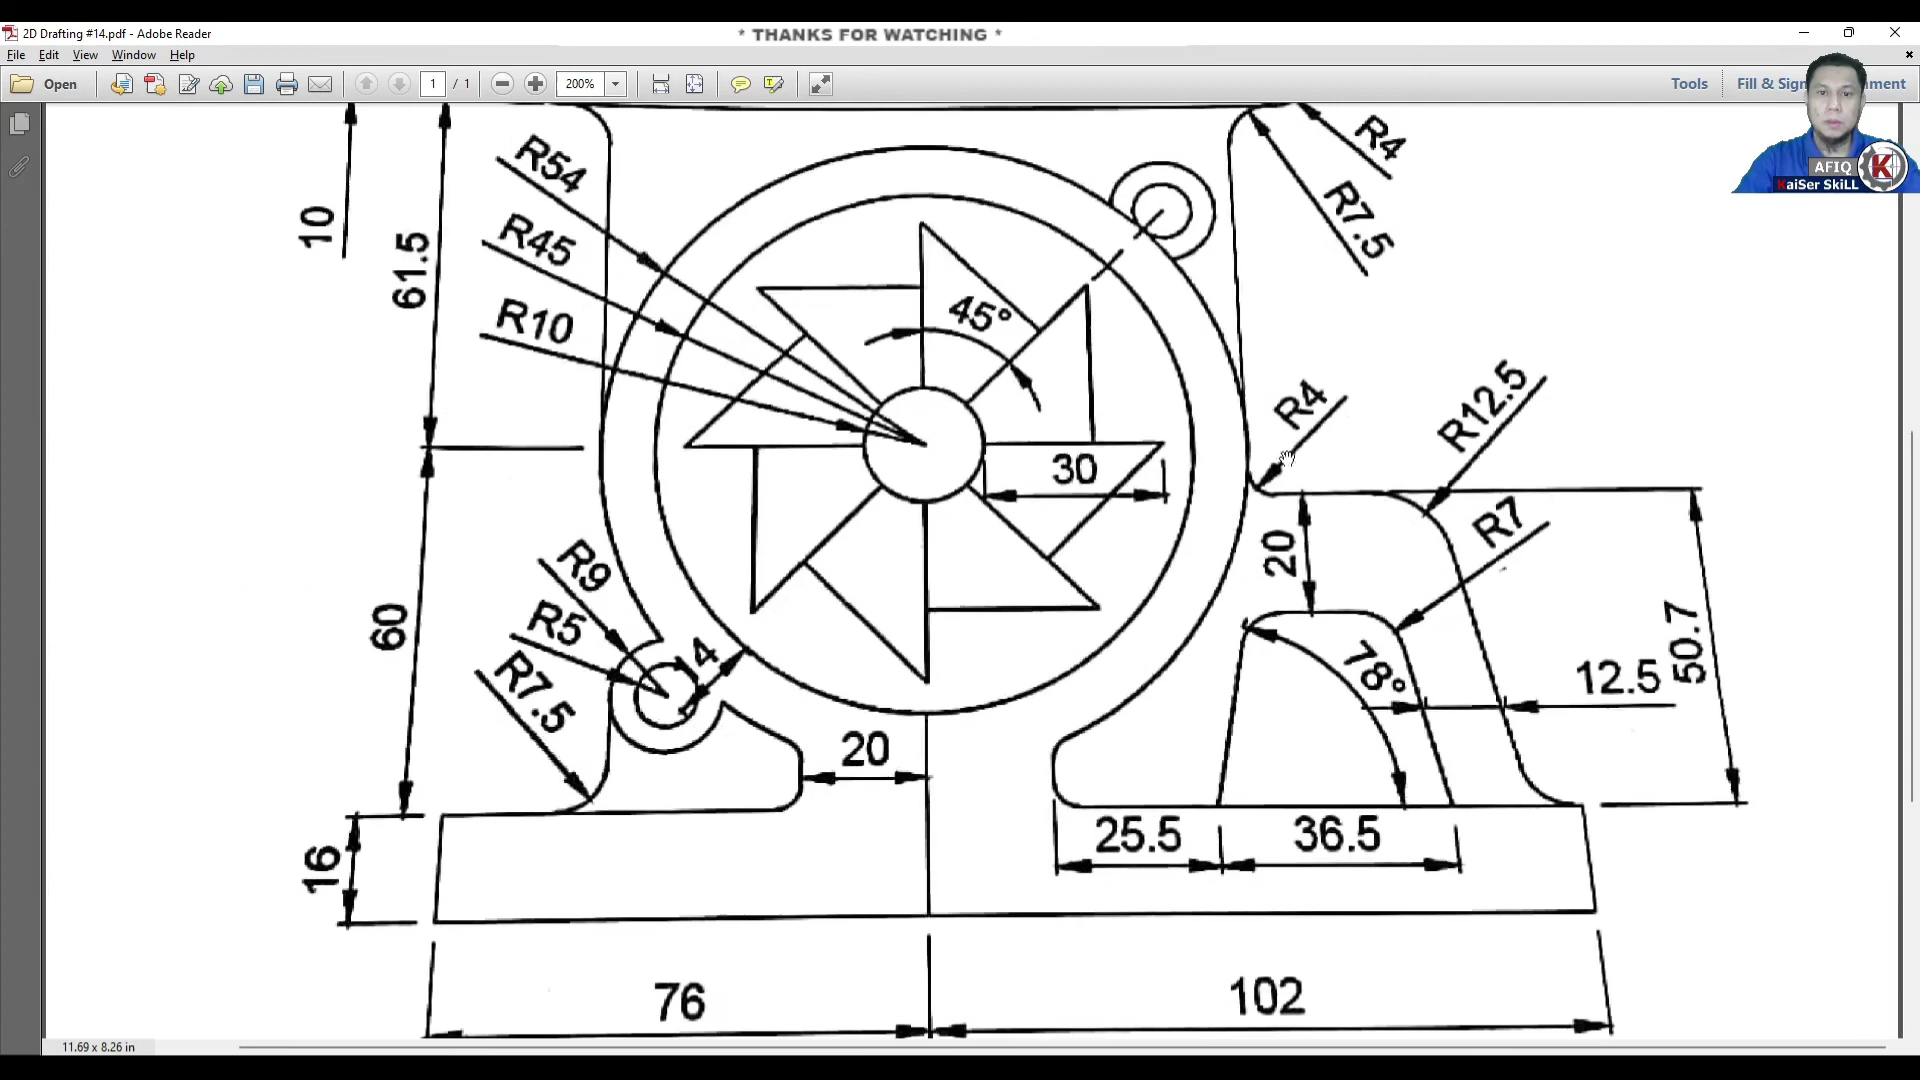 2D Drafting #14.pdf - Adobe Reader
* THANKS FOR WATCHING *
File Edit View Window Help
Open
1 / 1
200%
Tools
Fill & Sign
ment
AFIQ
K
KaiSer SkiLL
R54
R45
R10
10
61.5
45°
30
R4
R7.5
R4
R12.5
R7
20
78°
50.7
12.5
60
R9
R5
R7.5
14
20
25.5
36.5
16
76
102
11.69 x 8.26 in